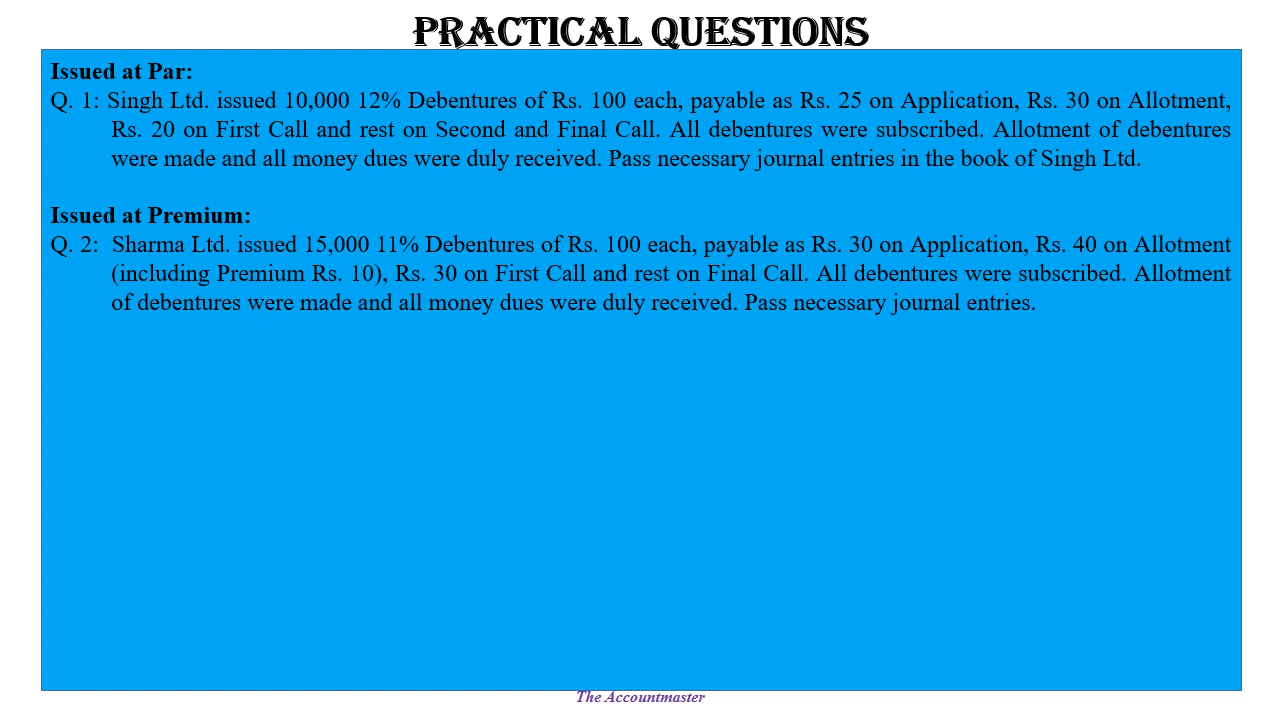 PRACTICAL QUESTIONS
Issued at Par:
Q. 1: Singh Ltd. issued 10,000 12% Debentures of Rs. 100 each, payable as Rs. 25 on Application, Rs. 30 on Allotment,
Rs. 20 on First Call and rest on Second and Final Call. All debentures were subscribed. Allotment of debentures
were made and all money dues were duly received. Pass necessary journal entries in the book of Singh Ltd.
Issued at Premium:
Q. 2: Sharma Ltd. issued 15,000 11% Debentures of Rs. 100 each, payable as Rs. 30 on Application, Rs. 40 on Allotment
(including Premium Rs. 10), Rs. 30 on First Call and rest on Final Call. All debentures were subscribed. Allotment
of debentures were made and all money dues were duly received. Pass necessary journal entries.
The Accountmaster